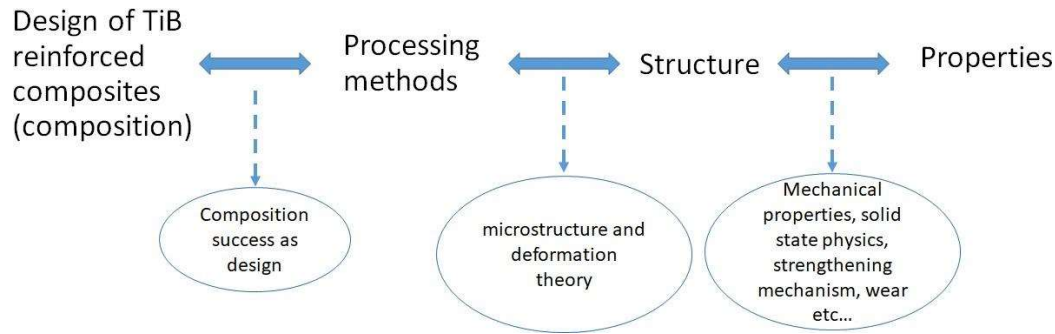 Design of TiB
reinforced
composites
(composition)
Processing
methods
Structure
Properties
Composition
success as
design
microstructure and
deformation
theory
Mechanical
properties, solid
state physics,
strengthening
mechanism, wear
etc...